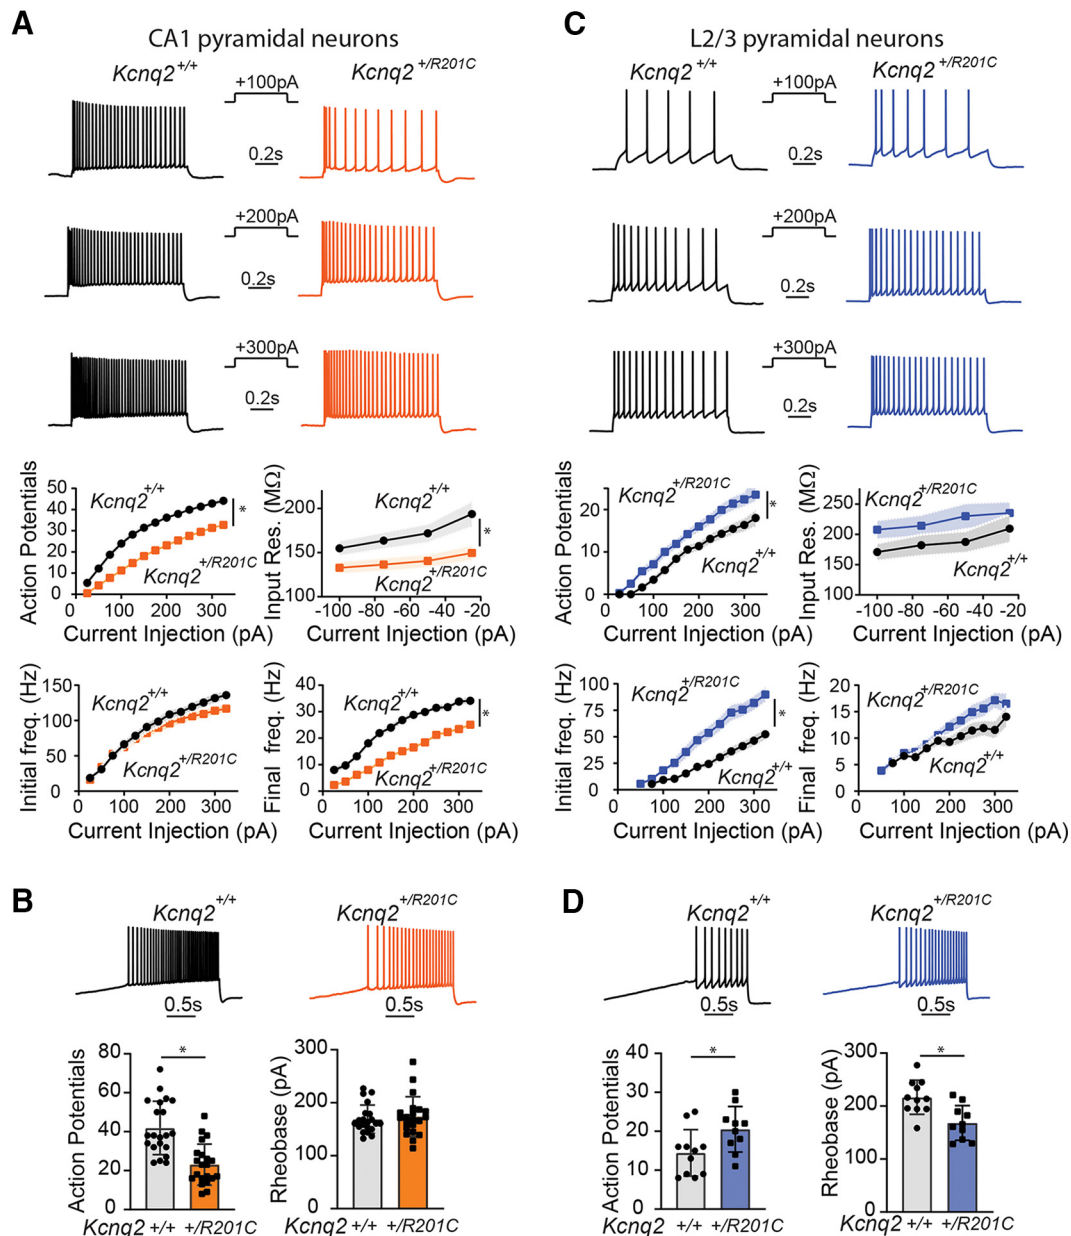 A
CA1 pyramidal neurons
Kcnq2+/+
Kcnq2+/R201C
+100pA
0.2s
+200pA
0.2s
+300pA
0.2s
Action Potentials
50
40
30
20
10
0
Kcnq2+/+
Kcnq2+/R201C
*
0
100
200
300
Current Injection (pA)
Input Res. (MΩ)
200
150
100
Kcnq2+/+
Kcnq2+/R201C
*
-100
-75
-50
-20
Current Injection (pA)
Initial freq. (Hz)
150
100
50
0
Kcnq2+/+
Kcnq2+/R201C
0
100
200
300
Current Injection (pA)
Final freq. (Hz)
40
30
20
10
0
Kcnq2+/+
Kcnq2+/R201C
*
0
100
200
300
Current Injection (pA)
C
L2/3 pyramidal neurons
Kcnq2+/+
Kcnq2+/R201C
+100pA
0.2s
+200pA
0.2s
+300pA
0.2s
Action Potentials
20
10
0
Kcnq2+/R201C
Kcnq2+/+
*
0
100
200
300
Current Injection (pA)
Input Res. (MΩ)
250
200
150
100
Kcnq2+/R201C
Kcnq2+/+
-100
-75
-50
-20
Current Injection (pA)
Initial freq. (Hz)
100
75
50
25
0
Kcnq2+/R201C
Kcnq2+/+
*
0
100
200
300
Current Injection (pA)
Final freq. (Hz)
20
15
10
5
0
Kcnq2+/R201C
Kcnq2+/+
0
100
200
300
Current Injection (pA)
B
Kcnq2+/+
Kcnq2+/R201C
0.5s
0.5s
Action Potentials
80
60
40
20
0
*
Kcnq2 +/+ +/R201C
Rheobase (pA)
300
200
100
0
+/+ +/R201C
D
Kcnq2+/+
Kcnq2+/R201C
0.5s
0.5s
Action Potentials
40
30
20
10
0
*
Kcnq2 +/+ +/R201C
Rheobase (pA)
300
200
100
0
*
Kcnq2 +/+ +/R201C